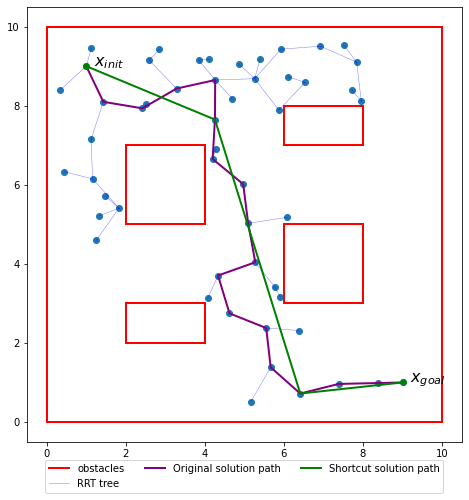 10
8
6
4
2
0
x_init
x_goal
0 2 4 6 8 10
obstacles Original solution path Shortcut solution path
RRT tree